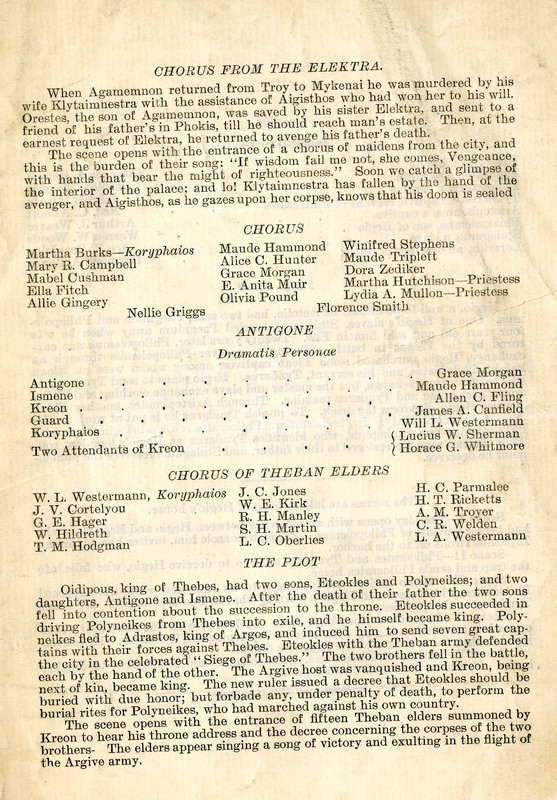 CHORUS FROM THE ELEKTRA.
When Agamemnon returned from Troy to Mykenai he was murdered by his
wife Klytaimnestra with the assistance of Aigisthos who had won her to his will.
Orestes, the son of Agamemnon, was saved by his sister Elektra, and sent to a
friend of his father's in Phokis, till he should reach man's estate. Then, at the
earnest request of Elektra, he returned to avenge his father's death.
The scene opens with the entrance of a chorus of maidens from the city, and
this is the burden of their song: "If wisdom fail me not, she comes, Vengeance,
with hands that bear the might of righteousness." Soon we catch a glimpse of
the interior of the palace; and lo! Klytaimnestra has fallen by the hand of the
avenger, and Aigisthos, as he gazes upon her corpse, knows that his doom is sealed
CHORUS
Martha Burks—Koryphaios
Mary R. Campbell
Mabel Cushman
Ella Fitch
Allie Gingery
Maude Hammond
Alice C. Hunter
Grace Morgan
E. Anita Muir
Olivia Pound
Winifred Stephens
Maude Triplett
Dora Zediker
Martha Hutchison—Priestess
Lydia A. Mullon—Priestess
Nellie Griggs Florence Smith
ANTIGONE
Dramatis Personae
Antigone . . . . . . . Grace Morgan
Ismene . . . . . . . Maude Hammond
Kreon . . . . . . . . Allen C. Fling
Guard . . . . . . . James A. Canfield
Koryphaios . . . . . . Will L. Westermann
Two Attendants of Kreon . . . . { Lucius W. Sherman
{ Horace G. Whitmore
CHORUS OF THEBAN ELDERS
W. L. Westermann, Koryphaios
J. V. Cortelyou
G. E. Hager
W. Hildreth
T. M. Hodgman
J. C. Jones
W. E. Kirk
R. H. Manley
S. H. Martin
L. C. Oberlies
H. C. Parmalee
H. T. Ricketts
A. M. Troyer
C. R. Welden
L. A. Westermann
THE PLOT
Oidipous, king of Thebes, had two sons, Eteokles and Polyneikes; and two
daughters, Antigone and Ismene. After the death of their father the two sons
fell into contention about the succession to the throne. Eteokles succeeded in
driving Polyneikes from Thebes into exile, and he himself became king. Poly-
neikes fled to Adrastos, king of Argos, and induced him to send seven great cap-
tains with their forces against Thebes. Eteokles with the Theban army defended
the city in the celebrated "Siege of Thebes." The two brothers fell in the battle,
each by the hand of the other. The Argive host was vanquished and Kreon, being
next of kin, became king. The new ruler issued a decree that Eteokles should be
buried with due honor; but forbade any, under penalty of death, to perform the
burial rites for Polyneikes, who had marched against his own country.
The scene opens with the entrance of fifteen Theban elders summoned by
Kreon to hear his throne address and the decree concerning the corpses of the two
brothers- The elders appear singing a song of victory and exulting in the flight of
the Argive army.